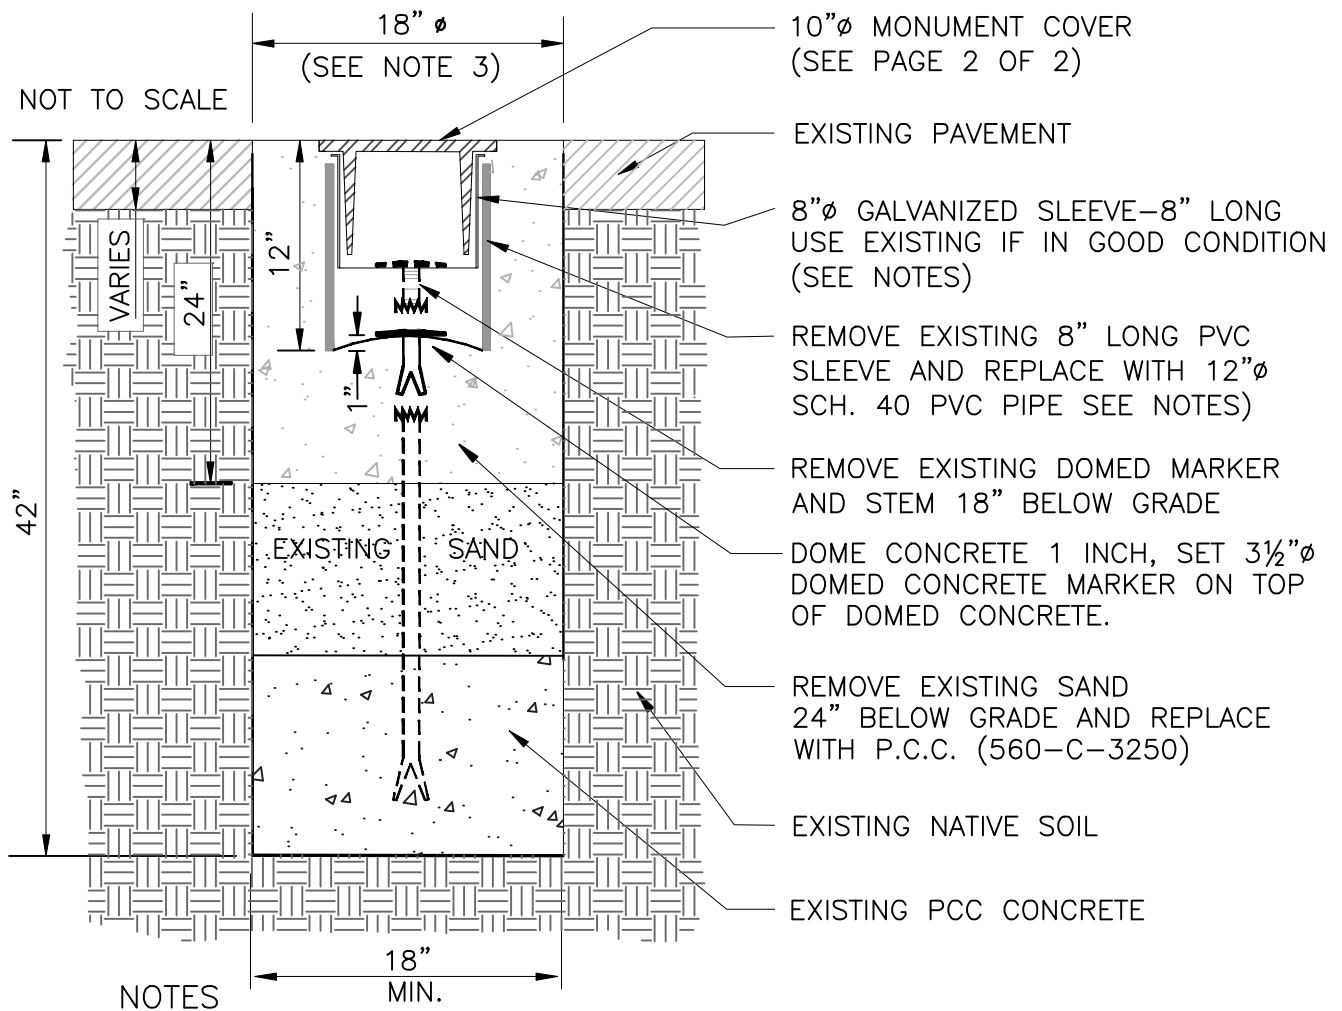 18" ø
(SEE NOTE 3)
NOT TO SCALE
10"ø MONUMENT COVER
(SEE PAGE 2 OF 2)
EXISTING PAVEMENT
8"ø GALVANIZED SLEEVE-8" LONG
USE EXISTING IF IN GOOD CONDITION
(SEE NOTES)
REMOVE EXISTING 8" LONG PVC
SLEEVE AND REPLACE WITH 12"ø
SCH. 40 PVC PIPE SEE NOTES)
REMOVE EXISTING DOMED MARKER
AND STEM 18" BELOW GRADE
DOME CONCRETE 1 INCH, SET 3½"ø
DOMED CONCRETE MARKER ON TOP
OF DOMED CONCRETE.
REMOVE EXISTING SAND
24" BELOW GRADE AND REPLACE
WITH P.C.C. (560-C-3250)
EXISTING NATIVE SOIL
EXISTING PCC CONCRETE
42"
VARIES
24"
12"
1"
EXISTING SAND
18"
MIN.
NOTES